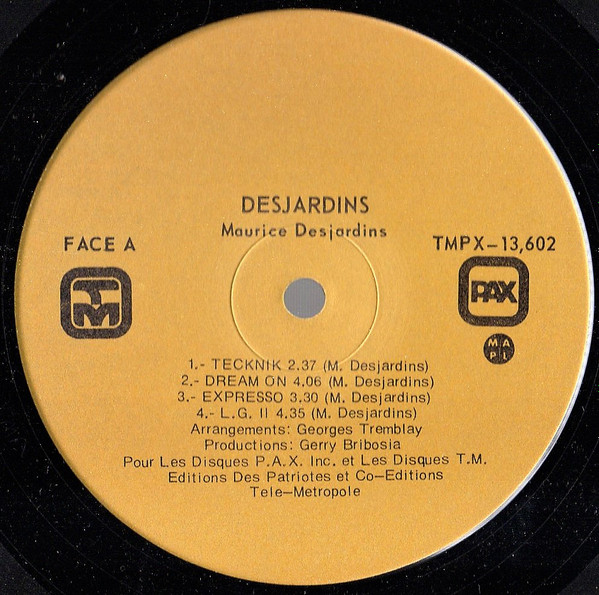 DESJARDINS
Maurice Desjardins
FACE A
TMPX-13,602
TM
PAX
M A
P L
1.- TECKNIK 2.37 (M. Desjardins)
2.- DREAM ON 4.06 (M. Desjardins)
3.- EXPRESSO 3.30 (M. Desjardins)
4.- L.G. II 4.35 (M. Desjardins)
Arrangements: Georges Tremblay
Productions: Gerry Bribosia
Pour Les Disques P.A.X. Inc. et Les Disques T.M.
Editions Des Patriotes et Co-Editions
Tele-Metropole